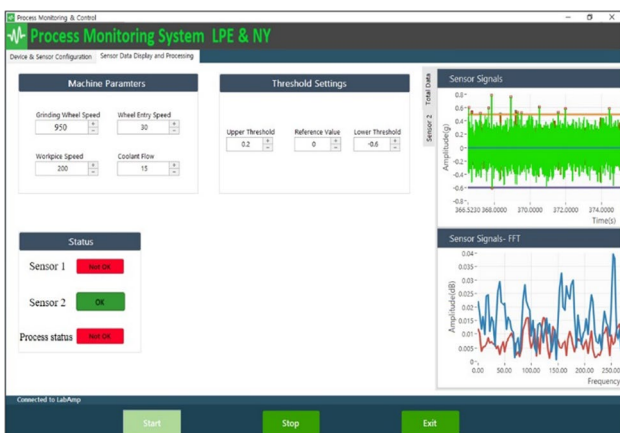 Process Monitoring & Control
Process Monitoring System LPE & NY
Device & Sensor Configuration
Sensor Data Display and Processing
Machine Paramters
Grinding Wheel Speed
950
Wheel Entry Speed
30
Workpice Speed
200
Coolant Flow
15
Threshold Settings
Upper Threshold
0.2
Reference Value
0
Lower Threshold
-0.6
Status
Sensor 1
Not OK
Sensor 2
OK
Process status
Not OK
Total Data
Sensor 2
Sensor Signals
Amplitude(g)
0.8
0.6
0.4
0.2
0
-0.2
-0.4
-0.6
-0.8
366.5230 368.0000 370.0000 372.0000 374.0000
Time(s)
Sensor Signals- FFT
Amplitude(dB)
0.04
0.035
0.03
0.025
0.02
0.015
0.01
0.005
0
0.00 50.00 100.00 150.00 200.00
Frequency
Connected to LabAmp
Start
Stop
Exit